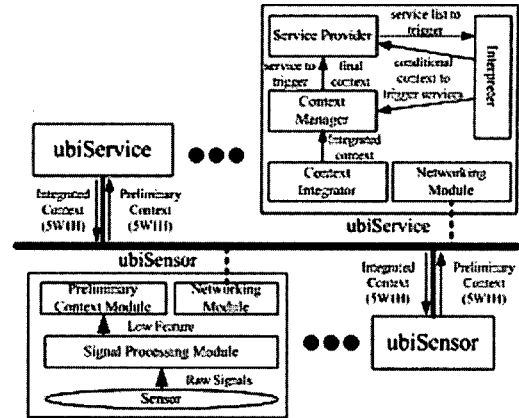 service list to
trigger
Service Provider
service to
trigger
final
context
conditional
context to
trigger services
Interpreter
Context
Manager
Integrated
context
Context
Integrator
Networking
Module
ubiService
ubiService
Integrated
Context
(5W1H)
Preliminary
Context
(5W1H)
ubiSensor
Preliminary
Context Module
Networking
Module
Low Feature
Signal Processing Module
Raw Signals
Sensor
Integrated
Context
(5W1H)
Preliminary
Context
(5W1H)
ubiSensor